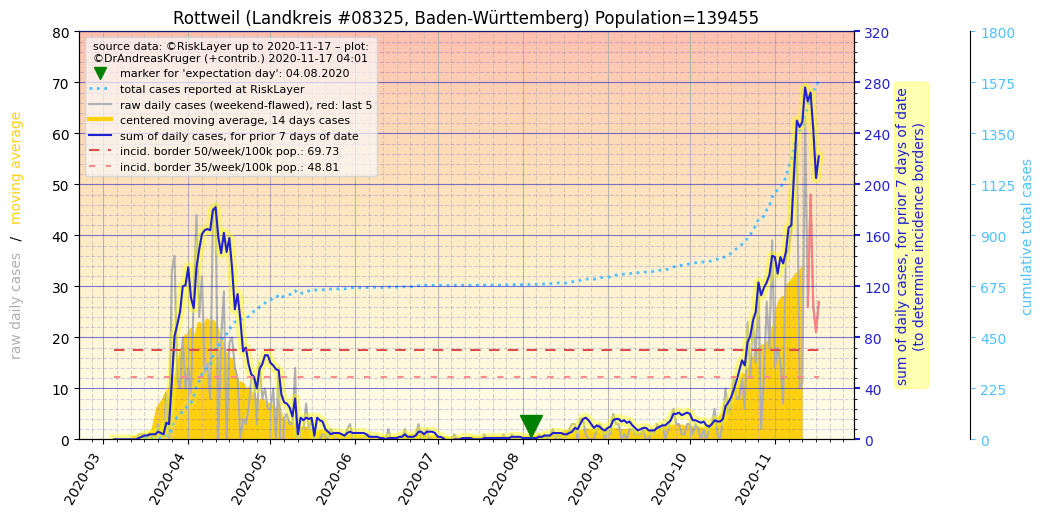 Rottweil (Landkreis #08325, Baden-Württemberg) Population=139455
source data: ©RiskLayer up to 2020-11-17 – plot:
©DrAndreasKruger (+contrib.) 2020-11-17 04:01
marker for 'expectation day': 04.08.2020
total cases reported at RiskLayer
raw daily cases (weekend-flawed), red: last 5
centered moving average, 14 days cases
sum of daily cases, for prior 7 days of date
incid. border 50/week/100k pop.: 69.73
incid. border 35/week/100k pop.: 48.81
raw daily cases / moving average
80
70
60
50
40
30
20
10
0
2020-03
2020-04
2020-05
2020-06
2020-07
2020-08
2020-09
2020-10
2020-11
320
280
240
200
160
120
80
40
0
sum of daily cases, for prior 7 days of date
(to determine incidence borders)
1800
1575
1350
1125
900
675
450
225
0
cumulative total cases